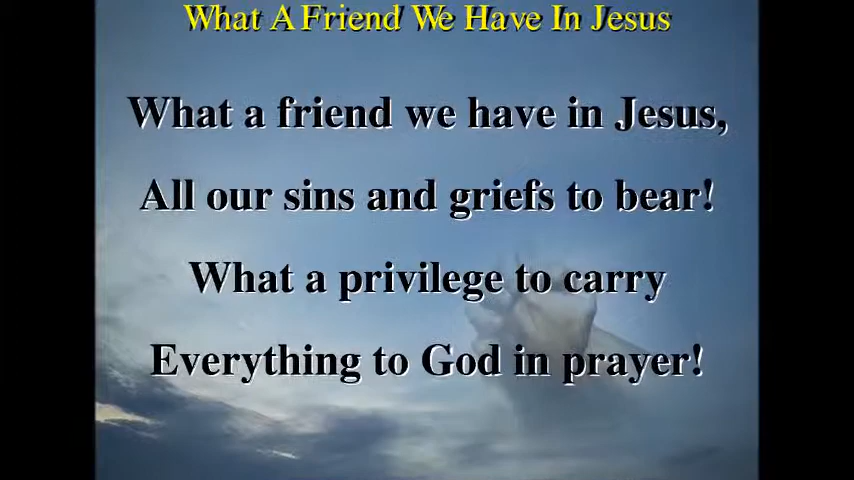 What A Friend We Have In Jesus
What a friend we have in Jesus,
All our sins and griefs to bear!
What a privilege to carry
Everything to God in prayer!